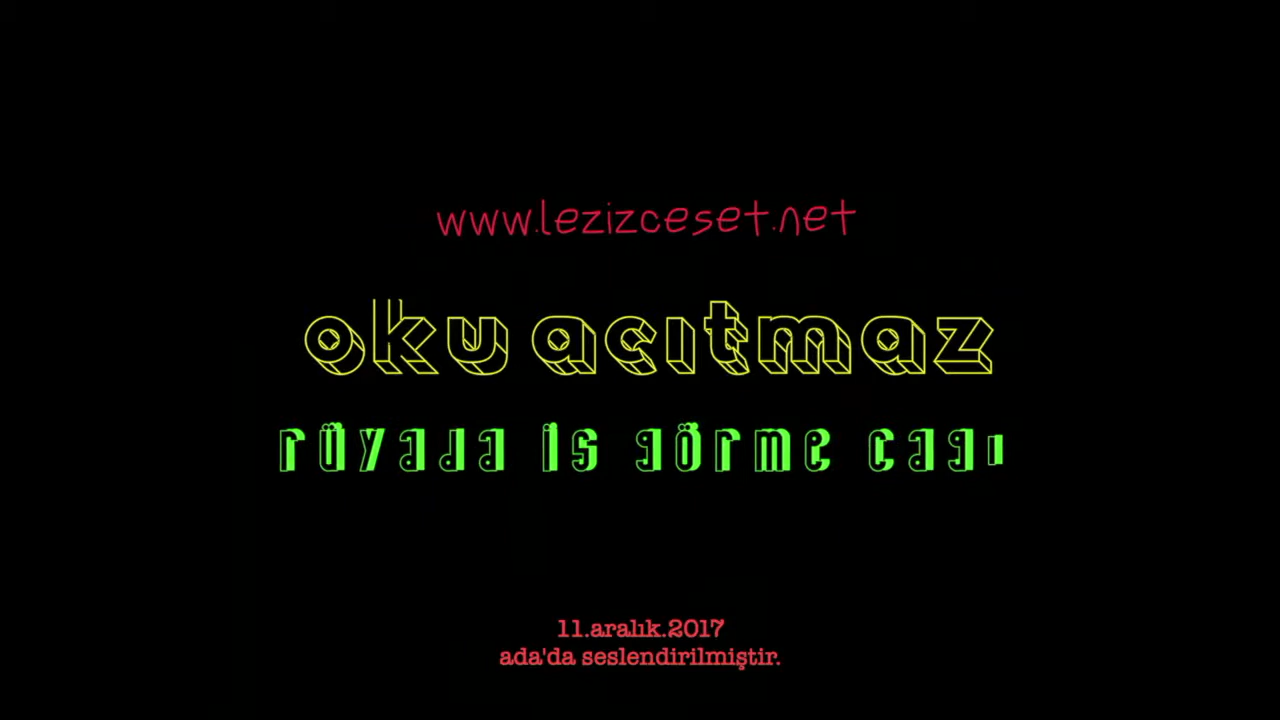 www.lezizceset.net
oku acıtmaz
rüyada is görme cagı
11.aralık.2017
ada'da seslendirilmiştir.